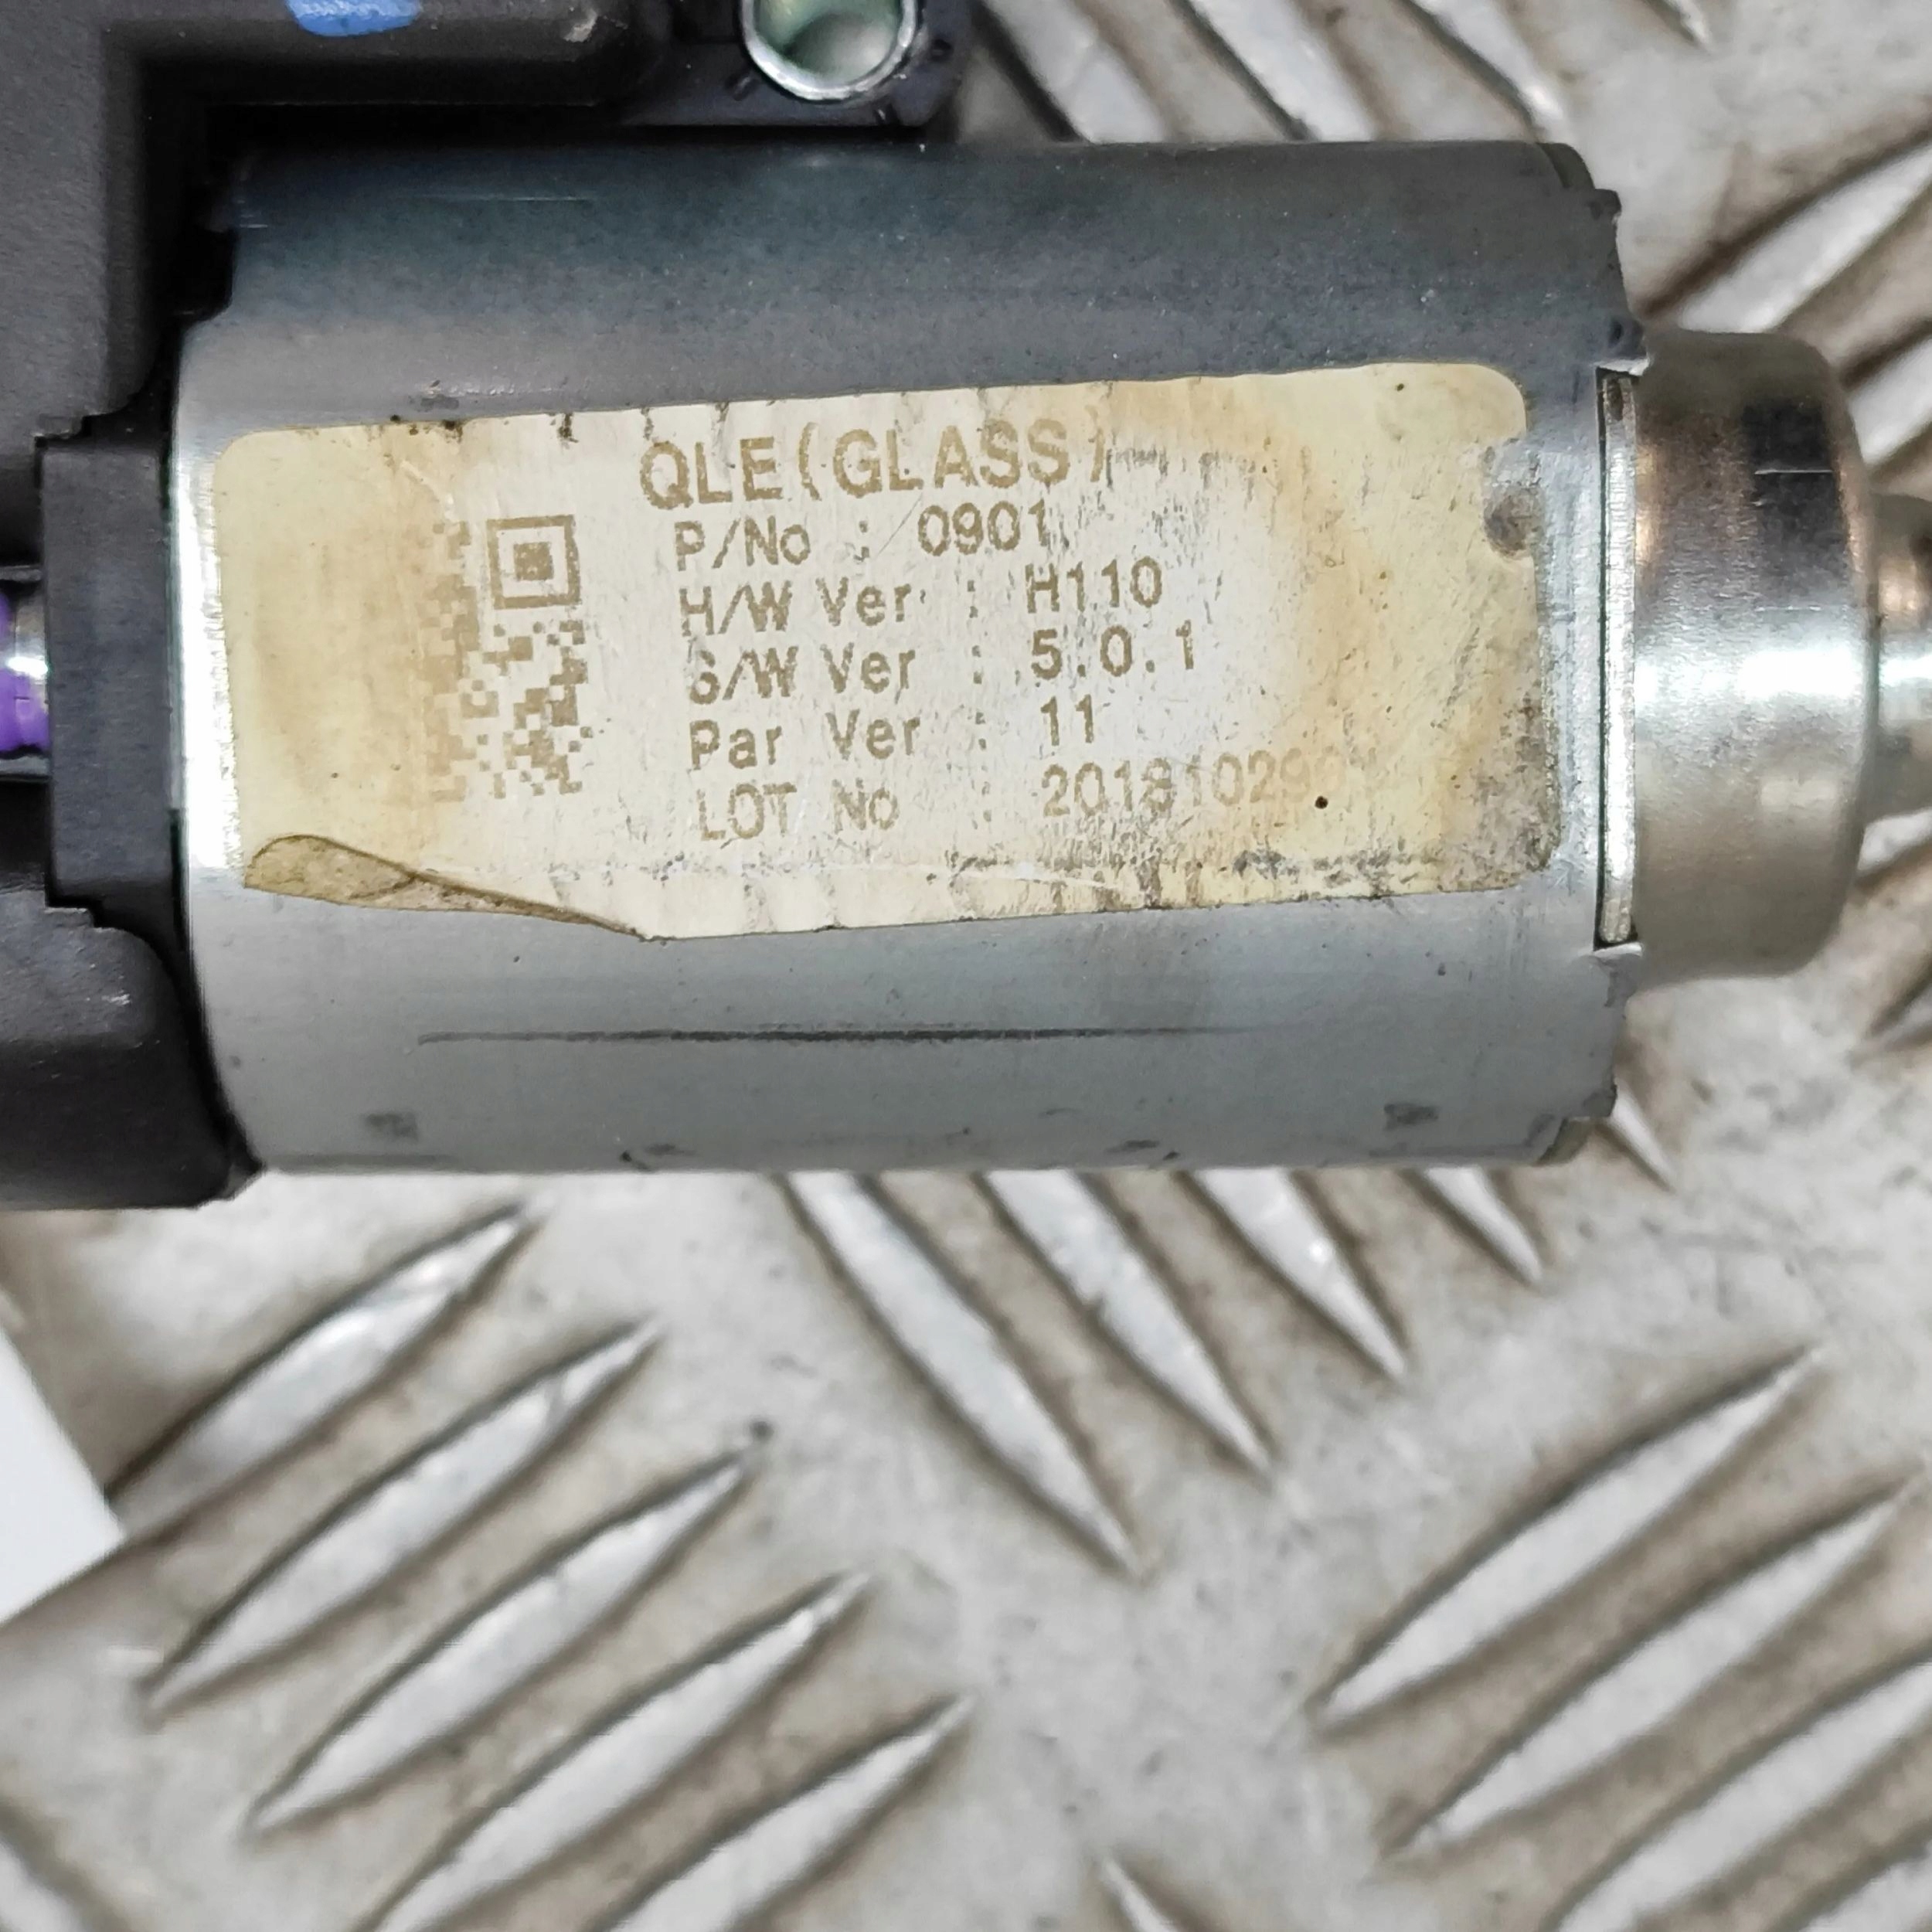 QLE(GLASS)
P/No : 0901
H/W Ver : H110
S/W Ver : 5.0.1
Par Ver : 11
LOT No :